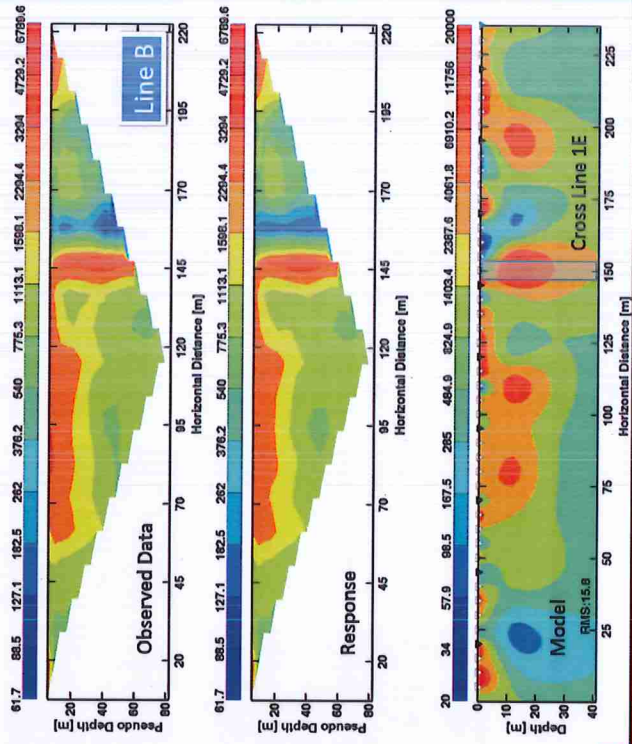 61.7 88.5 127.1 182.5 262 376.2 540 775.3 1113.1 1598.1 2294.4 3294 4729.2 6789.6
Line B
Observed Data
Pseudo Depth [m]
20
40
60
80
20 45 70 95 120 145 170 195 220
Horizontal Distance [m]
61.7 88.5 127.1 182.5 262 376.2 540 775.3 1113.1 1598.1 2294.4 3294 4729.2 6789.6
Response
Pseudo Depth [m]
20
40
60
80
20 45 70 95 120 145 170 195 220
Horizontal Distance [m]
20 34 57.9 98.5 167.5 285 484.9 824.9 1403.4 2387.6 4061.8 6910.2 11756 20000
Depth [m]
0
10
20
30
40
Model
RMS:15.8
Cross Line 1E
25 50 75 100 125 150 175 200 225
Horizontal Distance [m]